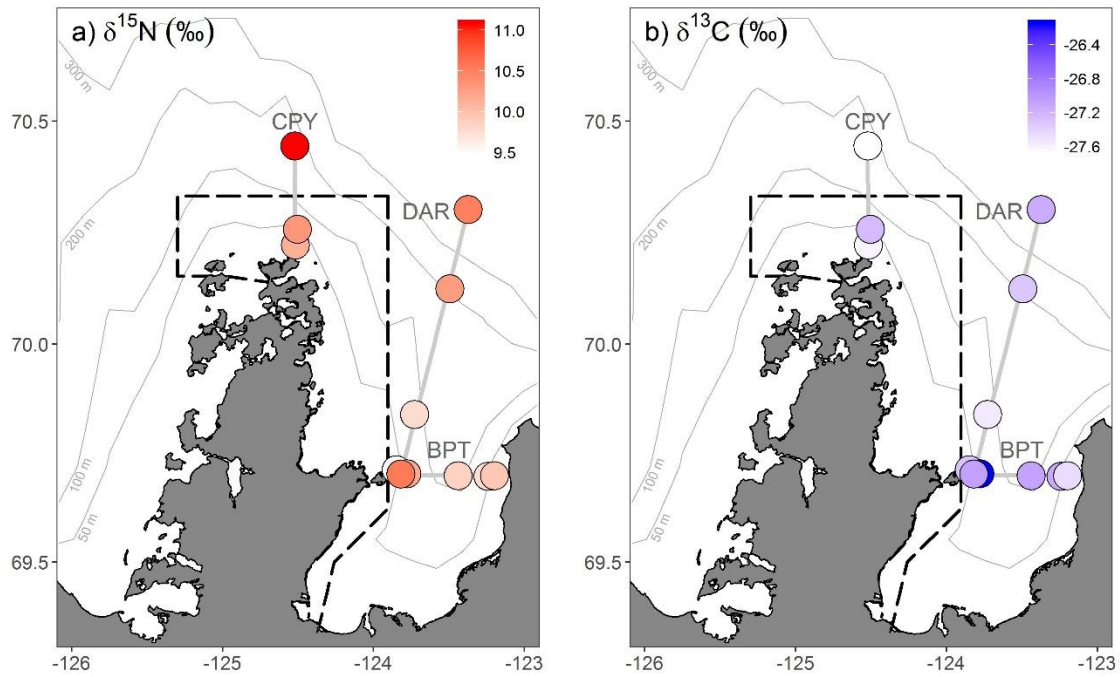 a) δ¹⁵N (‰)
11.0
10.5
10.0
9.5
300 m
200 m
100 m
50 m
CPY
DAR
BPT
70.5
70.0
69.5
-126
-125
-124
-123
b) δ¹³C (‰)
-26.4
-26.8
-27.2
-27.6
300 m
200 m
100 m
50 m
CPY
DAR
BPT
70.5
70.0
69.5
-126
-125
-124
-123